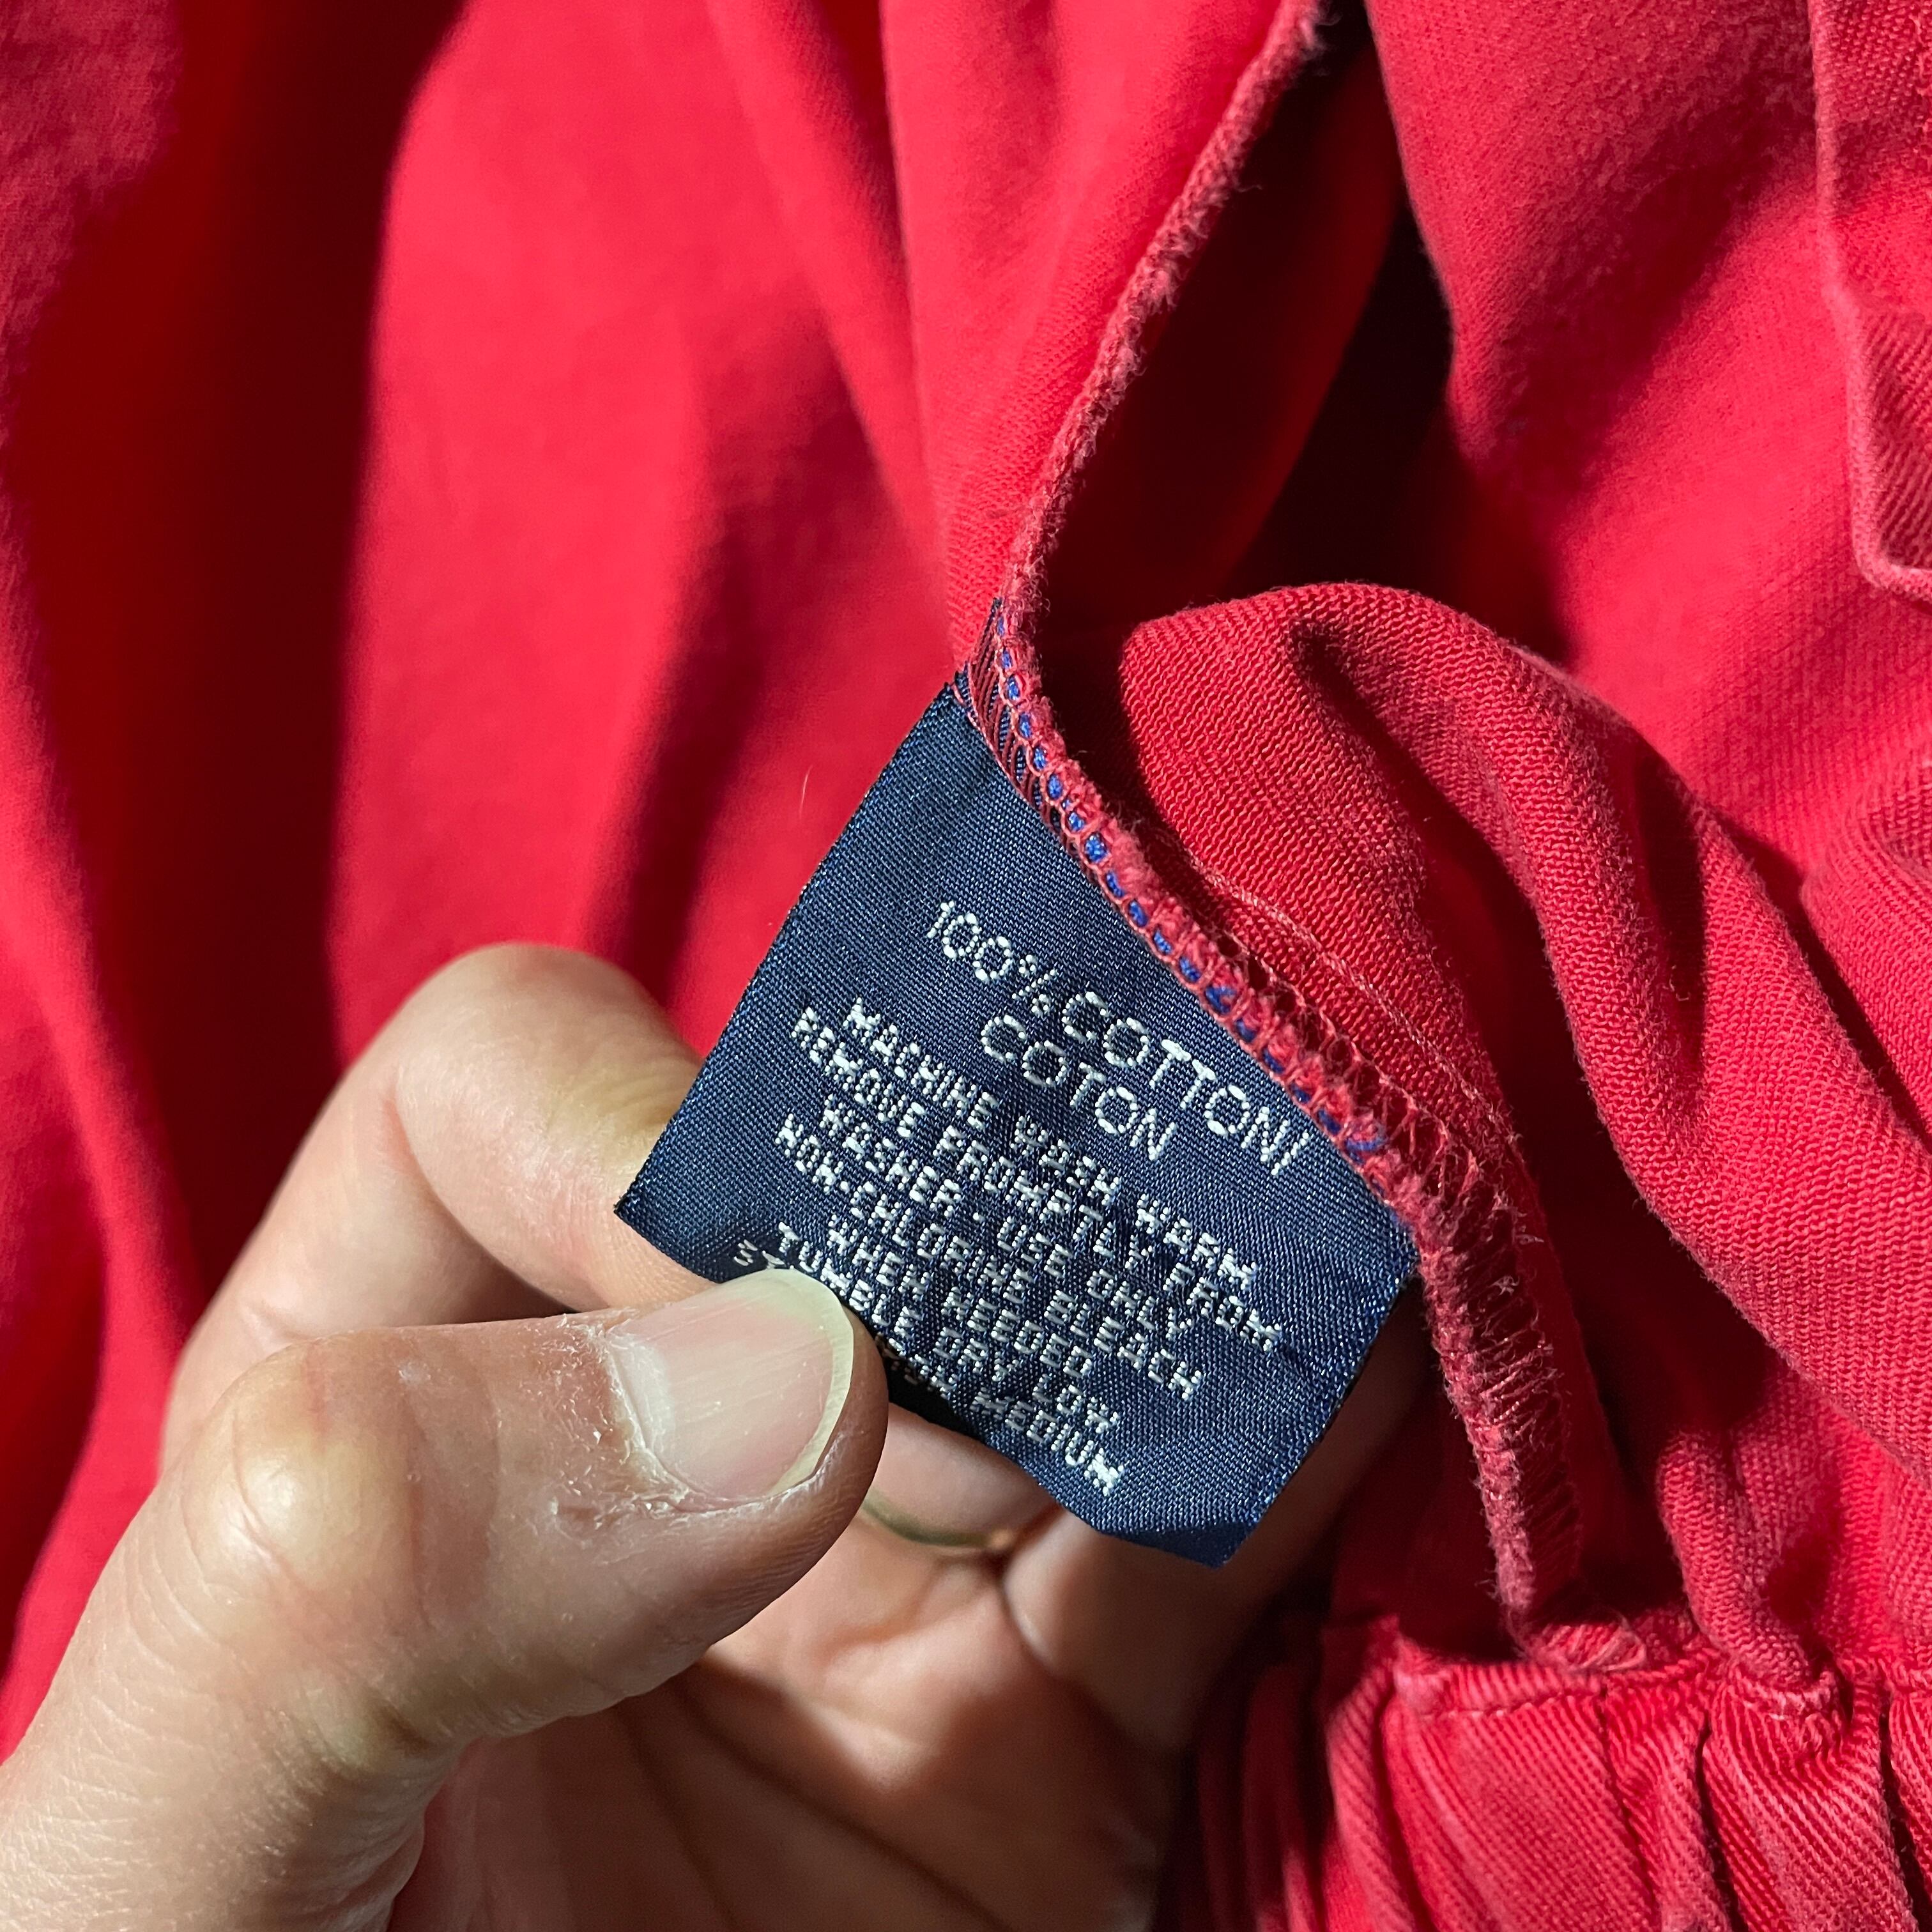 100% COTTON
COTON
MACHINE WASH WARM
REMOVE PROMPTLY FROM
WASHER - USE ONLY
NON-CHLORINE BLEACH
WHEN NEEDED
TUMBLE DRY LOW
MEDIUM